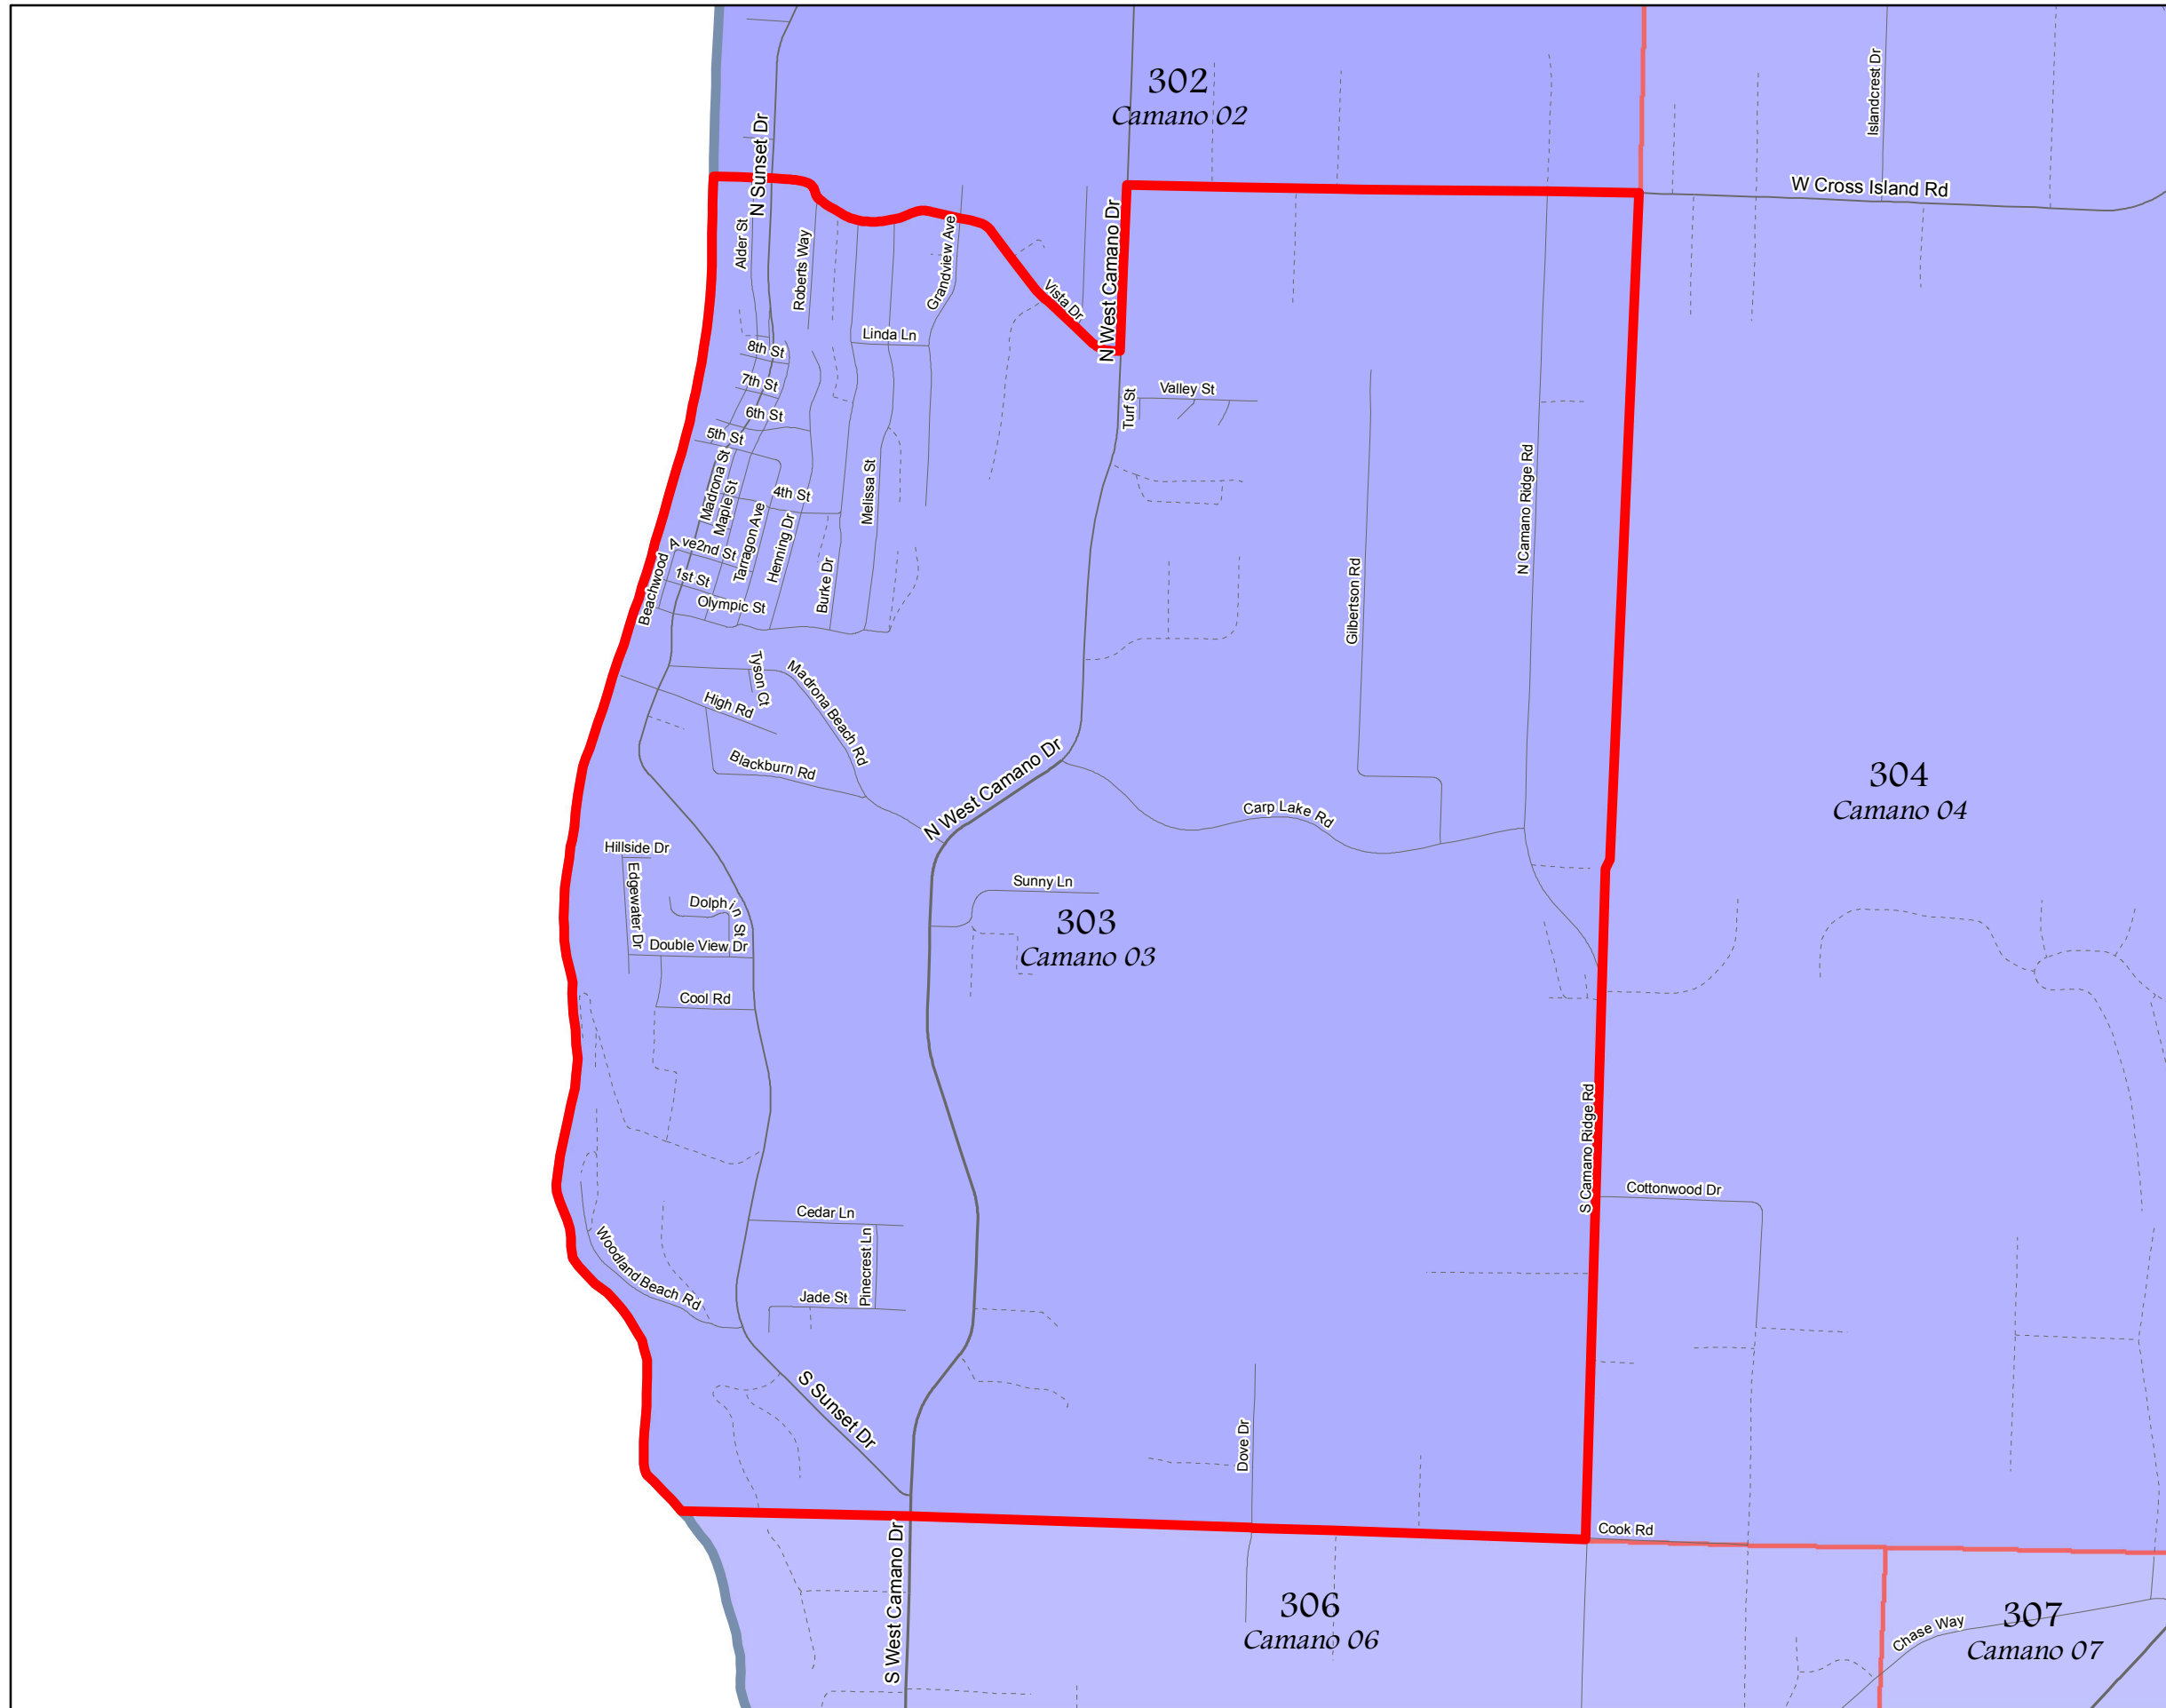 302
Camano 02
Islandcrest Dr
N Sunset Dr
W Cross Island Rd
Alder St
Roberts Way
Grandview Ave
N West Camano Dr
Vista Dr
Linda Ln
8th St
7th St
6th St
5th St
Valley St
Turf St
Madrona St
Maple St
4th St
Melissa St
N Camano Ridge Rd
Tarragon Ave
Henning Dr
Beachwood Ave
2nd St
1st St
Olympic St
Burke Dr
Gilbertson Rd
Tyson Ct
Madrona Beach Rd
High Rd
Blackburn Rd
N West Camano Dr
Carp Lake Rd
304
Camano 04
Hillside Dr
Edgewater Dr
Dolphin St
Double View Dr
Sunny Ln
303
Camano 03
Cool Rd
S Camano Ridge Rd
Cottonwood Dr
Cedar Ln
Pinecrest Ln
Woodland Beach Rd
Jade St
S Sunset Dr
Dove Dr
Cook Rd
S West Camano Dr
306
Camano 06
Chase Way
307
Camano 07